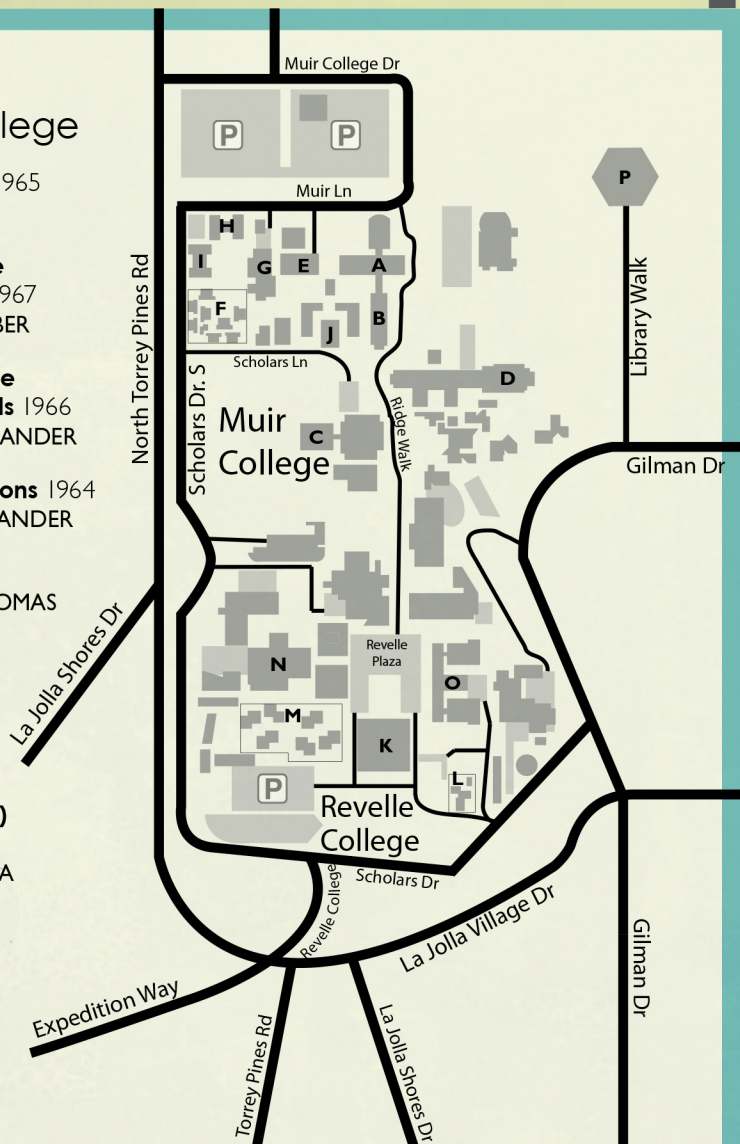 Muir College Dr
llege
P
P
965
P
Muir Ln
H
I
G
E
A
e
967
BER
F
B
J
North Torrey Pines Rd
Library Walk
Scholars Ln
e
ls 1966
ANDER
D
Scholars Dr. S
Ridge Walk
Muir
College
C
Gilman Dr
ons 1964
ANDER
OMAS
La Jolla Shores Dr
Revelle
Plaza
N
O
M
K
L
P
Revelle
College
)
A
Scholars Dr
Revelle College
La Jolla Village Dr
Gilman Dr
Expedition Way
Torrey Pines Rd
La Jolla Shores Dr